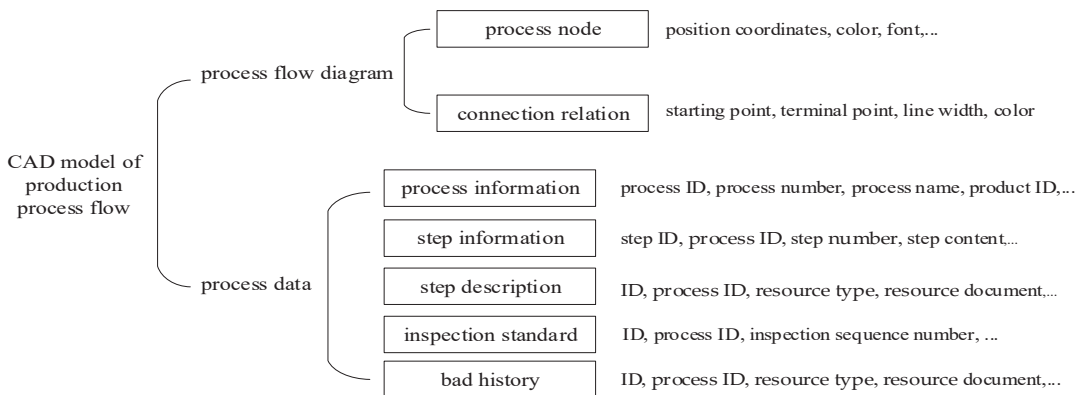 process node position coordinates, color, font,...
process flow diagram
connection relation starting point, terminal point, line width, color
CAD model of
production
process flow
process information process ID, process number, process name, product ID,...
step information step ID, process ID, step number, step content,...
process data
step description ID, process ID, resource type, resource document,...
inspection standard ID, process ID, inspection sequence number, ...
bad history ID, process ID, resource type, resource document,...